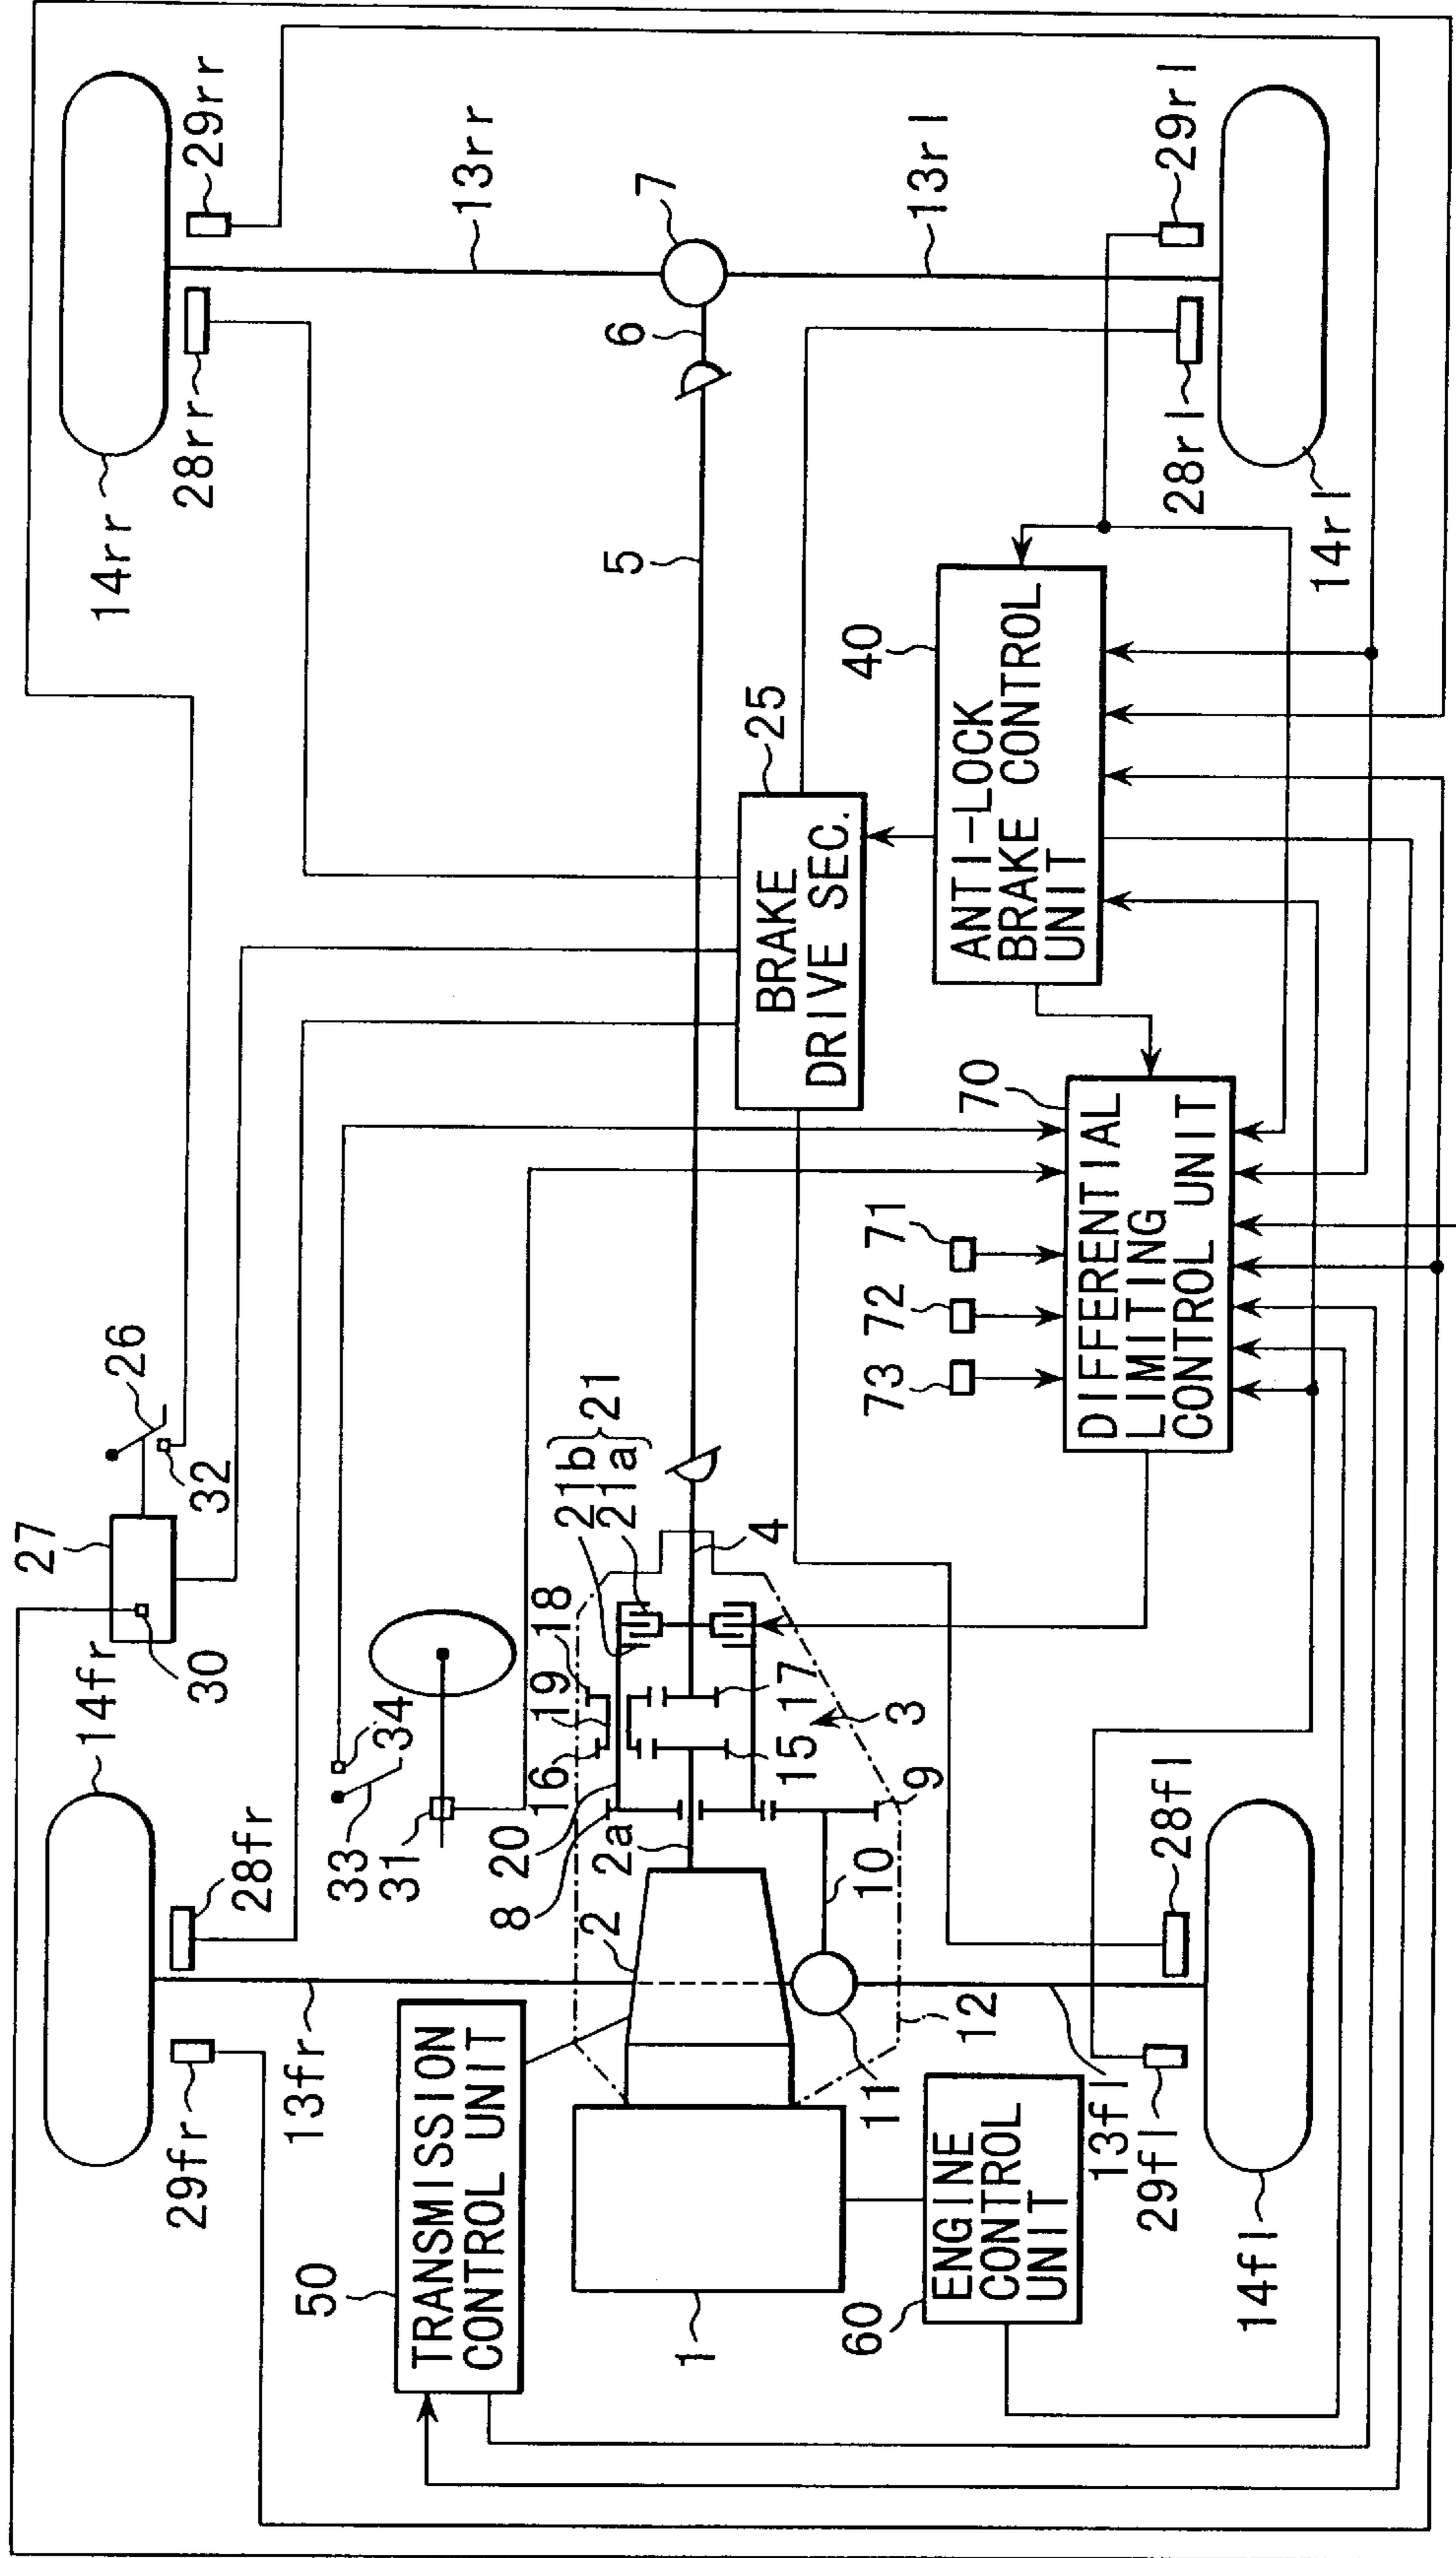 14fr
27
26
14rr
30
32
29fr
28fr
28rr
29rr
13fr
33
34
31
13rr
50
TRANSMISSION
CONTROL UNIT
2
8
20
2a
16
19
18
21b
21a
21
5
6
7
1
4
BRAKE
DRIVE SEC.
25
15
17
3
9
10
11
12
60
ENGINE
CONTROL
UNIT
73
72
71
70
DIFFERENTIAL
LIMITING
CONTROL UNIT
40
ANTI-LOCK
BRAKE CONTROL
UNIT
13rl
13fl
29fl
28fl
28rl
29rl
14fl
14rl